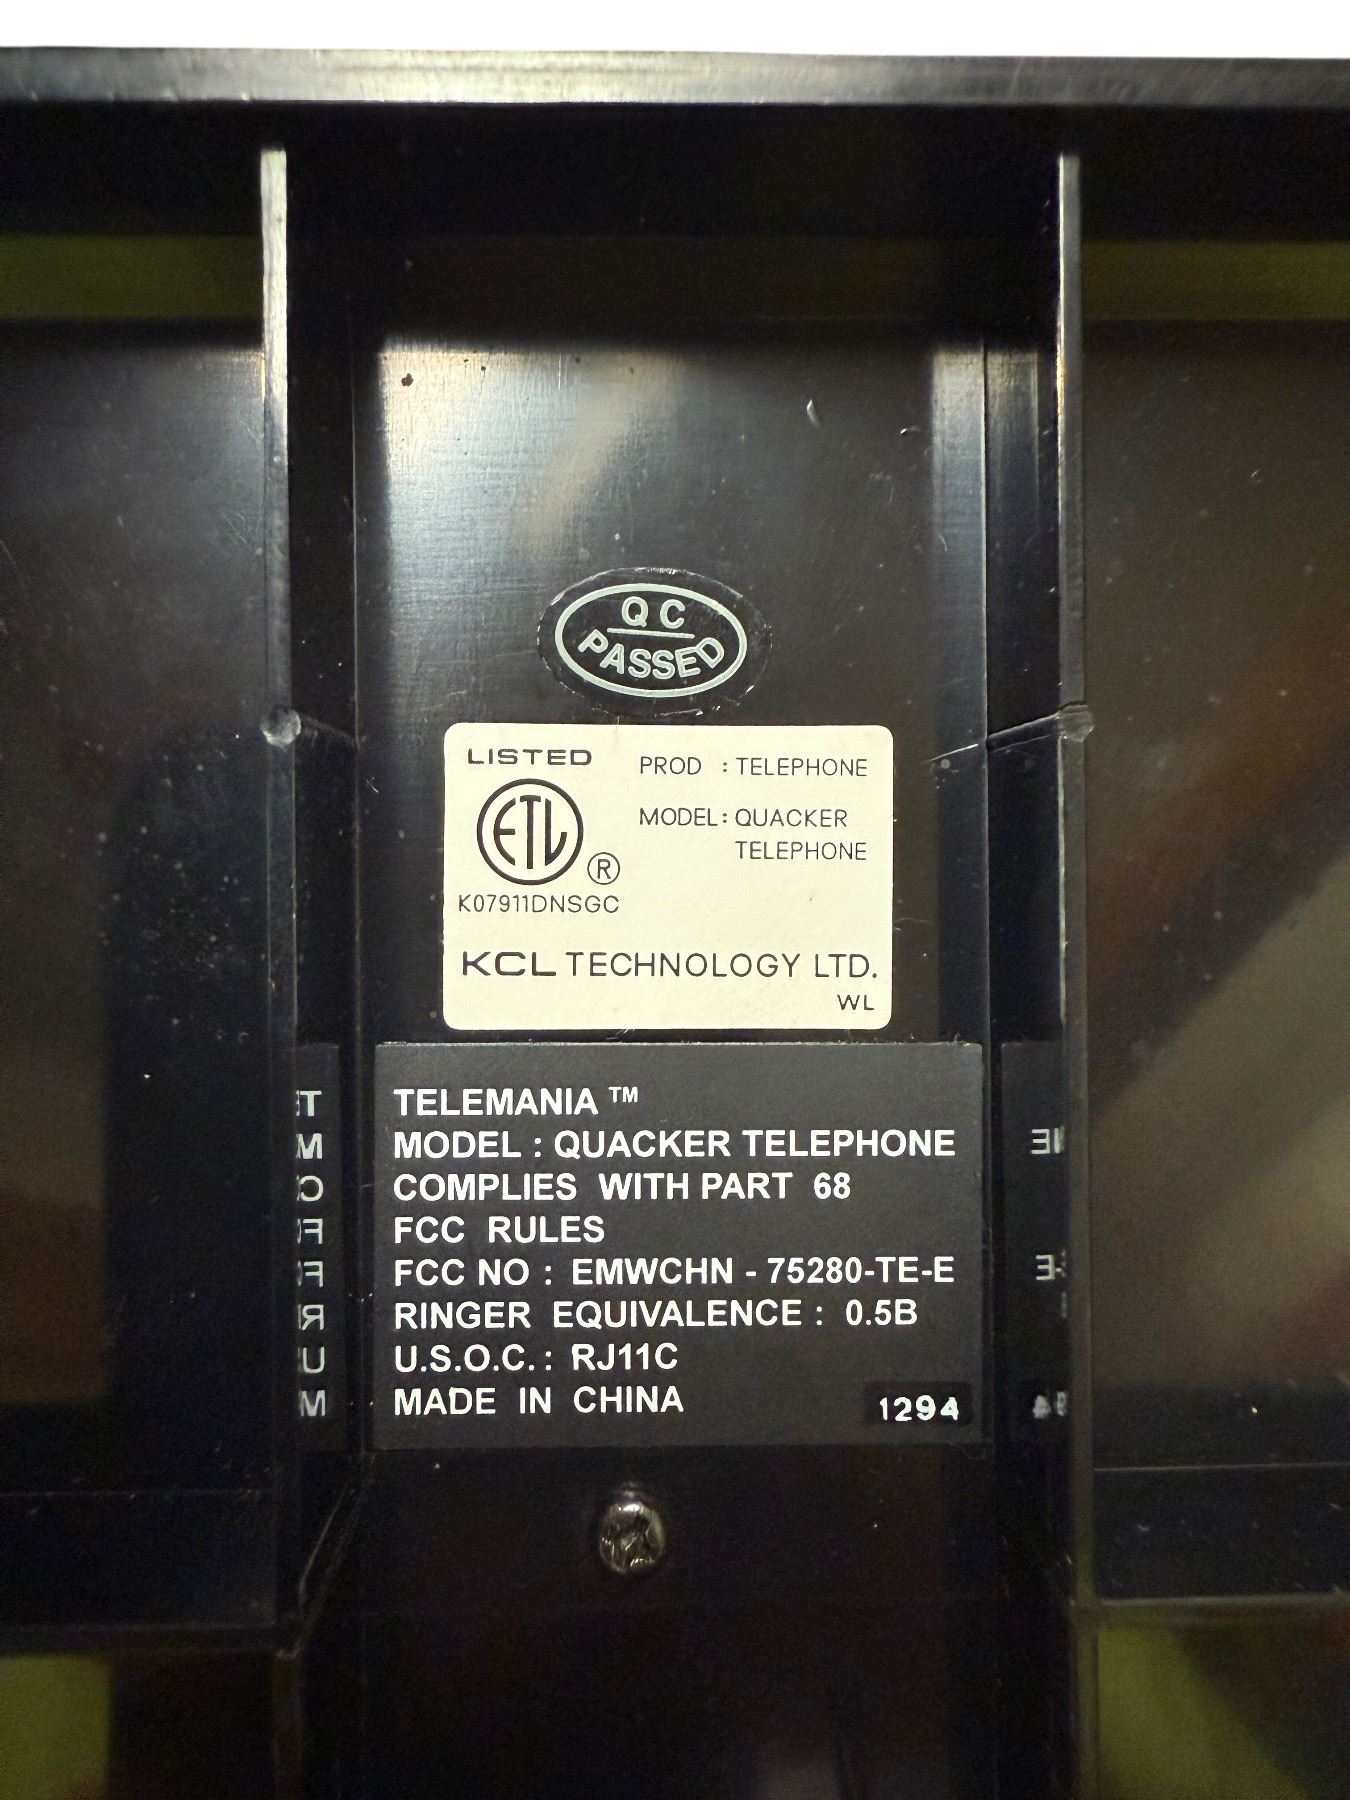 QC
PASSED
LISTED
PROD : TELEPHONE
ETL ®
MODEL: QUACKER
TELEPHONE
K07911DNSGC
KCL TECHNOLOGY LTD.
WL
TELEMANIA ™
MODEL : QUACKER TELEPHONE
COMPLIES WITH PART 68
FCC RULES
FCC NO : EMWCHN - 75280-TE-E
RINGER EQUIVALENCE : 0.5B
U.S.O.C. : RJ11C
MADE IN CHINA
1294